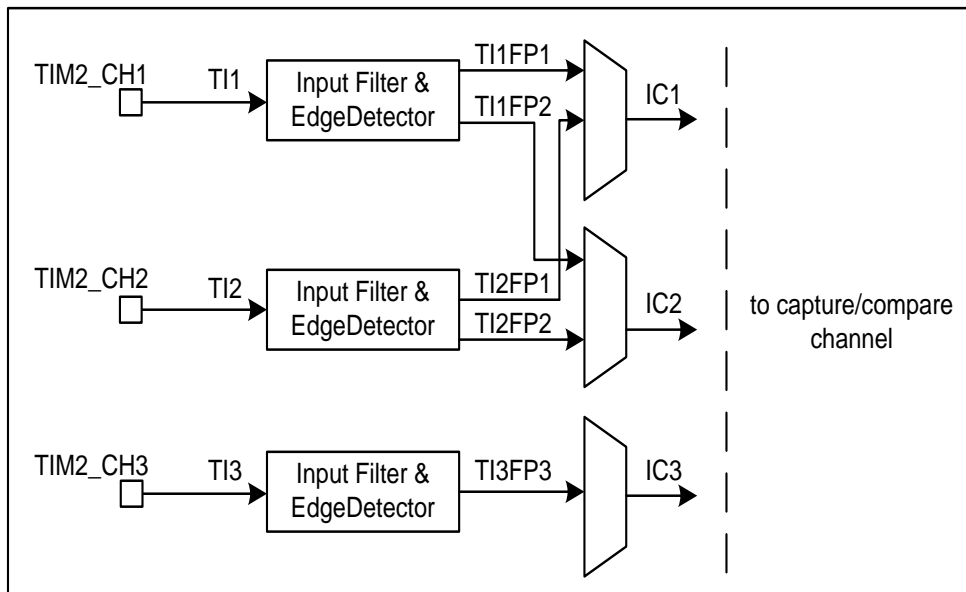 TIM2_CH1
TI1
Input Filter &
EdgeDetector
TI1FP1
TI1FP2
IC1
TIM2_CH2
TI2
Input Filter &
EdgeDetector
TI2FP1
TI2FP2
IC2
to capture/compare
channel
TIM2_CH3
TI3
Input Filter &
EdgeDetector
TI3FP3
IC3